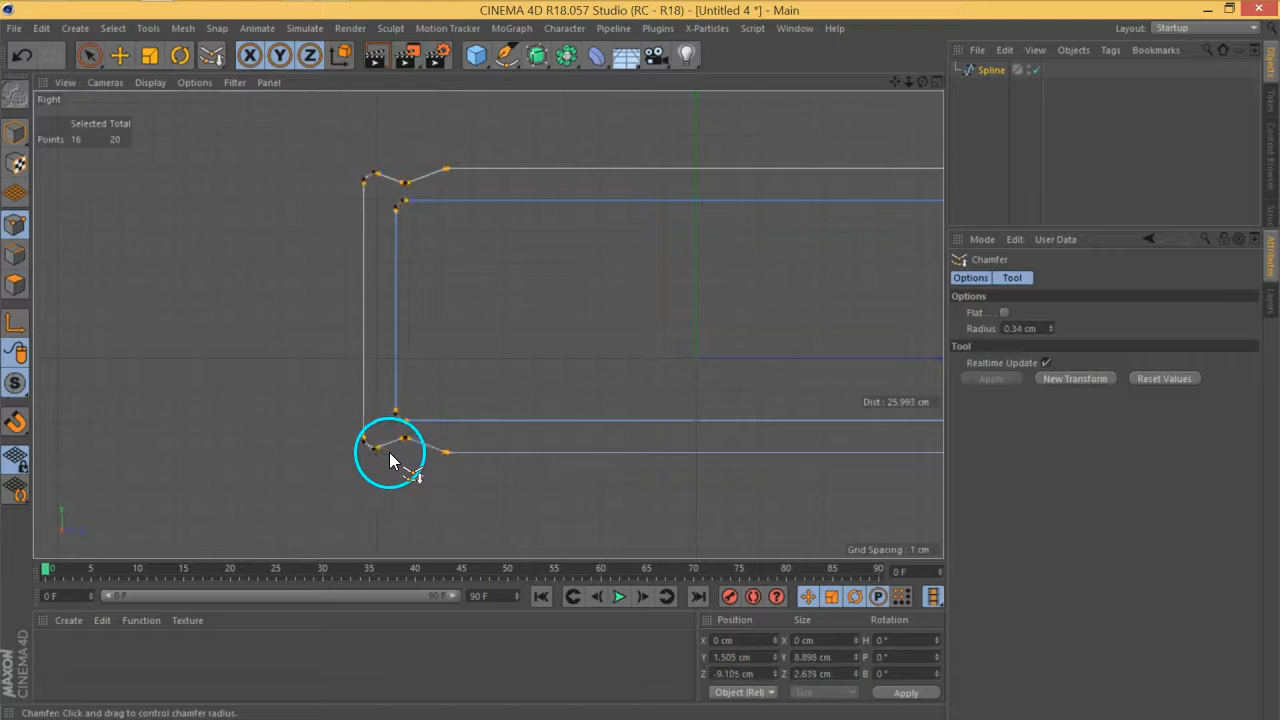 CINEMA 4D R18.057 Studio (RC - R18) - [Untitled 4 *] - Main
File Edit Create Select Tools Mesh Snap Animate Simulate Render Sculpt Motion Tracker MoGraph Character Pipeline Plugins X-Particles Script Window Help
Layout: Startup
X Y Z
File Edit View Objects Tags Bookmarks
View Cameras Display Options Filter Panel
Spline
Right
Selected Total
Points 16 20
Objects
Takes
Content Browser
Mode Edit User Data
Chamfer
Options Tool
Options
Flat . . .
Radius 0.34 cm
Tool
Realtime Update
Apply New Transform Reset Values
Attributes
Layers
Dist : 25.993 cm
Y
Grid Spacing : 1 cm
0 5 10 15 20 25 30 35 40 45 50 55 60 65 70 75 80 85 90
0 F
0 F 0 F 90 F 90 F
P
Create Edit Function Texture
Position Size Rotation
X 0 cm X 0 cm H 0 °
Y 1.505 cm Y 8.898 cm P 0 °
Z -9.105 cm Z 2.638 cm B 0 °
Object (Rel) Size Apply
MAXON
CINEMA 4D
Chamfer: Click and drag to control chamfer radius.